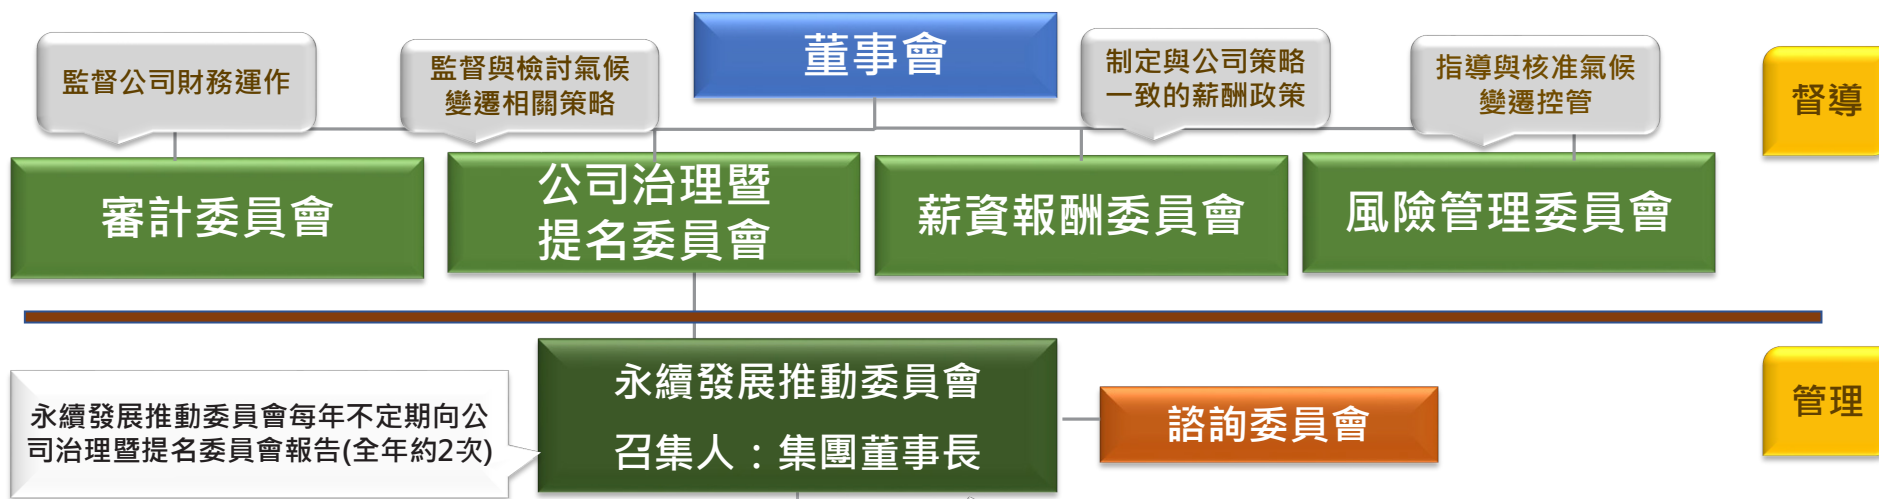 董事會
監督公司財務運作
監督與檢討氣候
變遷相關策略
制定與公司策略
一致的薪酬政策
指導與核准氣候
變遷控管
督導
審計委員會
公司治理暨
提名委員會
薪資報酬委員會
風險管理委員會
永續發展推動委員會
召集人：集團董事長
永續發展推動委員會每年不定期向公
司治理暨提名委員會報告(全年約2次)
諮詢委員會
管理